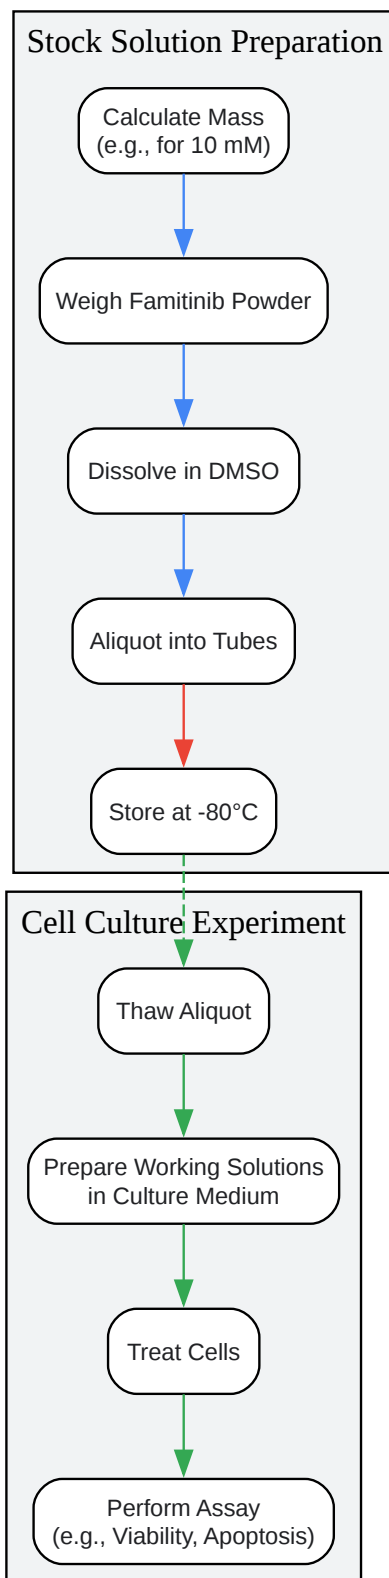 Stock Solution Preparation
Calculate Mass
(e.g., for 10 mM)
Weigh Famitinib Powder
Dissolve in DMSO
Aliquot into Tubes
Store at -80°C
Cell Culture Experiment
Thaw Aliquot
Prepare Working Solutions
in Culture Medium
Treat Cells
Perform Assay
(e.g., Viability, Apoptosis)